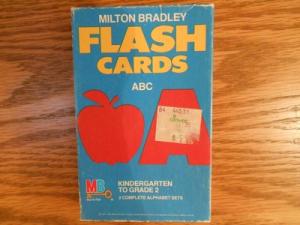 MILTON BRADLEY
FLASH
CARDS
ABC
A
MB
KINDERGARTEN
TO GRADE 2
2 COMPLETE ALPHABET SETS